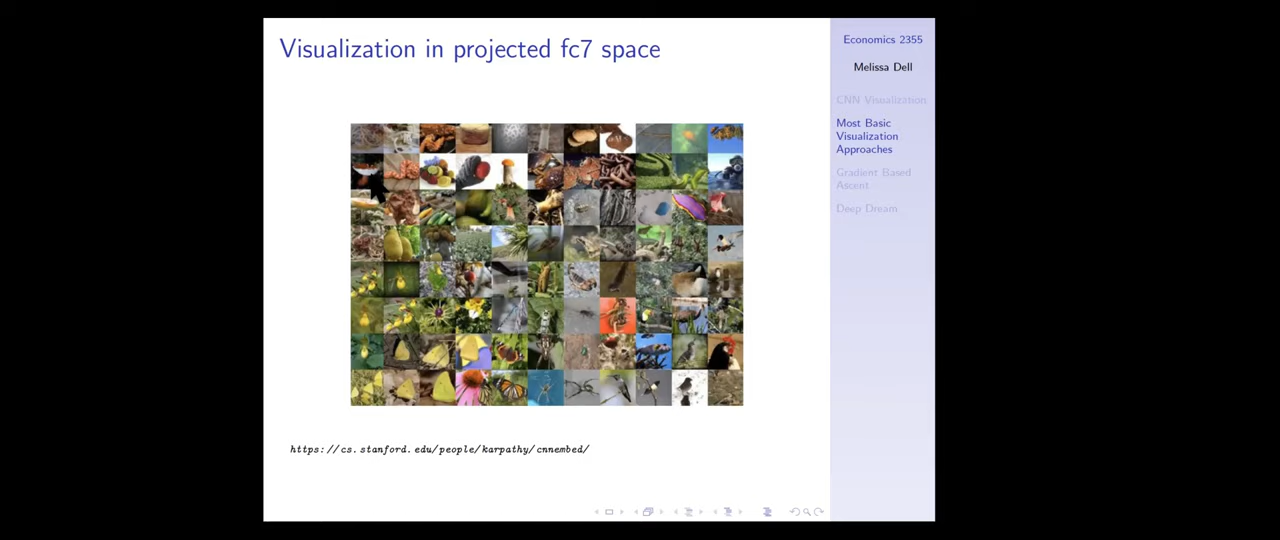 Visualization in projected fc7 space
https://cs.stanford.edu/people/karpathy/cnnembed/
Economics 2355
Melissa Dell
CNN Visualization
Most Basic
Visualization
Approaches
Gradient Based
Ascent
Deep Dream